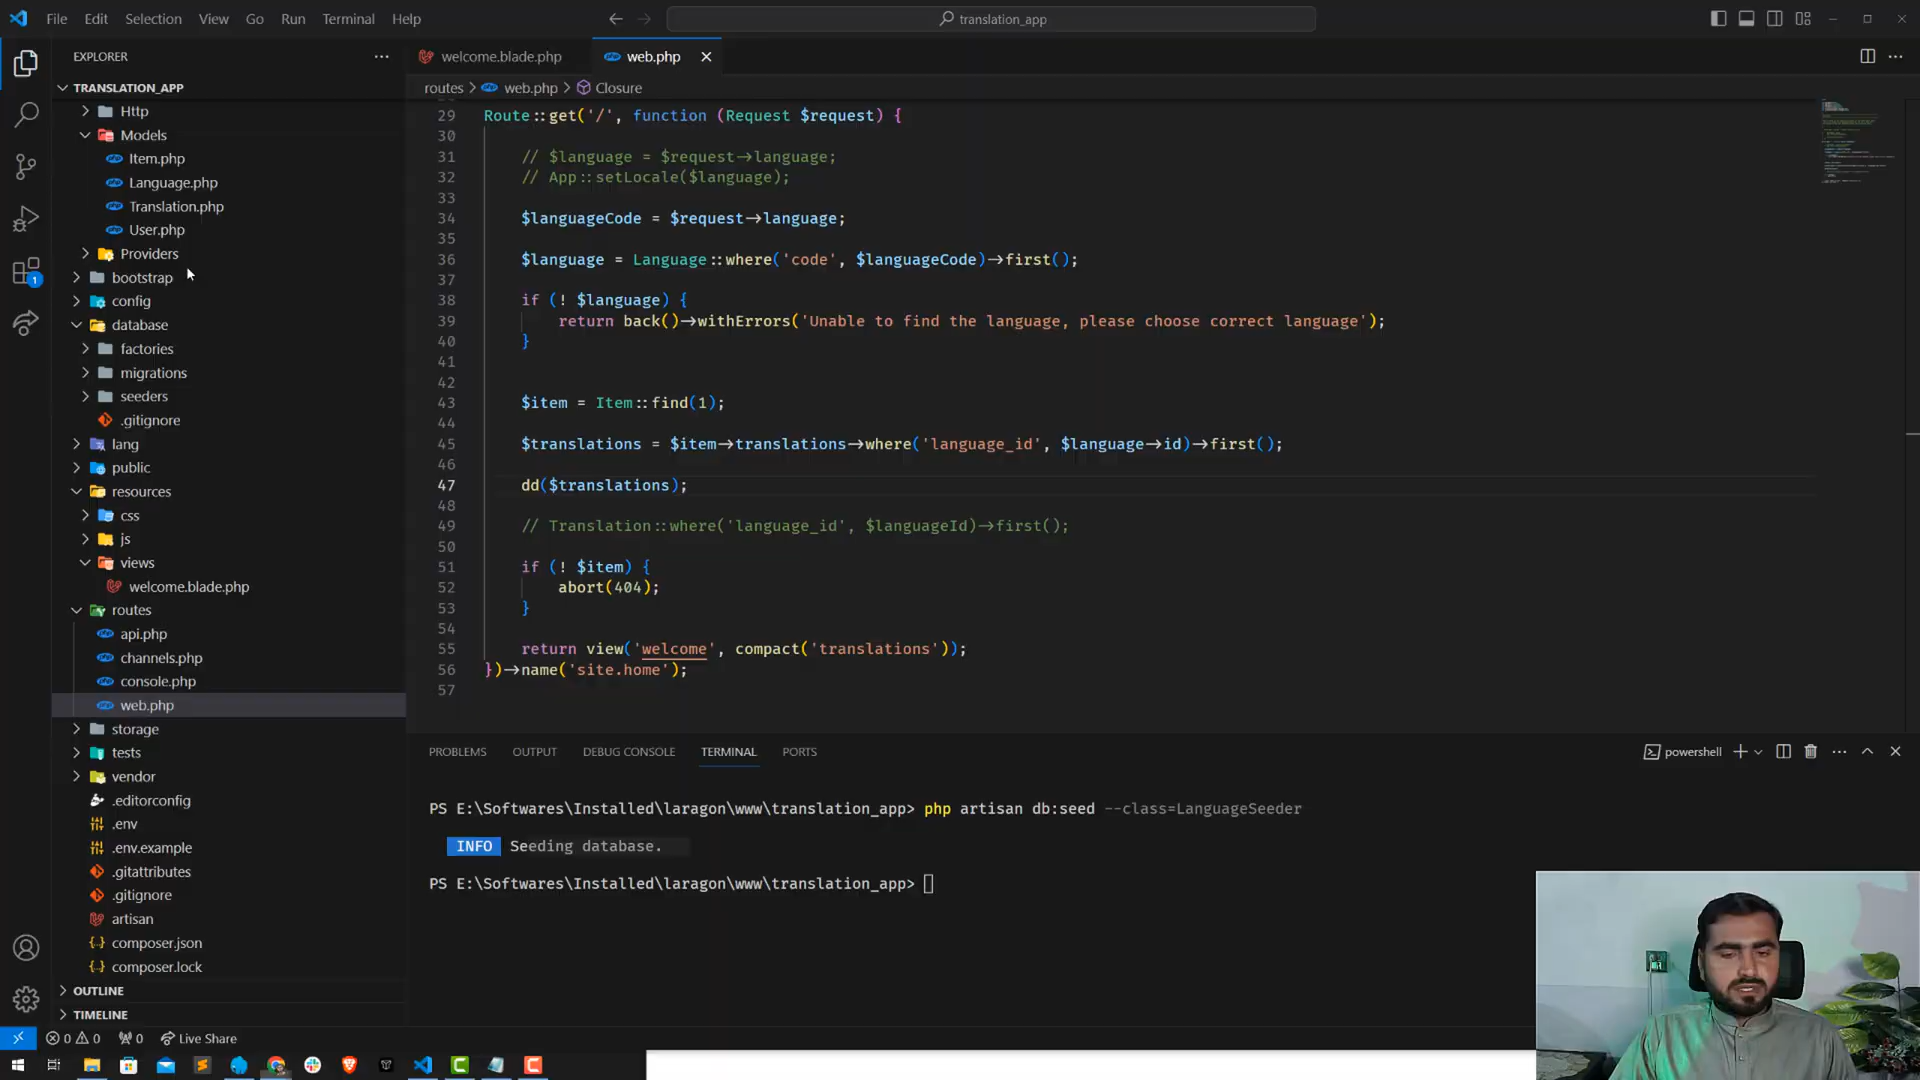 File Edit Selection View Go Run Terminal Help
translation_app
EXPLORER
TRANSLATION_APP
Http
Models
Item.php
Language.php
Translation.php
User.php
Providers
bootstrap
config
database
factories
migrations
seeders
.gitignore
lang
public
resources
css
js
views
welcome.blade.php
routes
api.php
channels.php
console.php
web.php
storage
tests
vendor
.editorconfig
.env
.env.example
.gitattributes
.gitignore
artisan
composer.json
composer.lock
OUTLINE
TIMELINE
1
welcome.blade.php web.php
routes > web.php > Closure
29 Route::get('/', function (Request $request) {
30
31 // $language = $request→language;
32 // App::setLocale($language);
33
34 $languageCode = $request→language;
35
36 $language = Language::where('code', $languageCode)→first();
37
38 if (! $language) {
39 return back()→withErrors('Unable to find the language, please choose correct language');
40 }
41
42
43 $item = Item::find(1);
44
45 $translations = $item→translations→where('language_id', $language→id)→first();
46
47 dd($translations);
48
49 // Translation::where('language_id', $languageId)→first();
50
51 if (! $item) {
52 abort(404);
53 }
54
55 return view('welcome', compact('translations'));
56 })→name('site.home');
57
PROBLEMS OUTPUT DEBUG CONSOLE TERMINAL PORTS
powershell
PS E:\Softwares\Installed\laragon\www\translation_app> php artisan db:seed --class=LanguageSeeder
INFO Seeding database.
PS E:\Softwares\Installed\laragon\www\translation_app>
0 0 0 Live Share